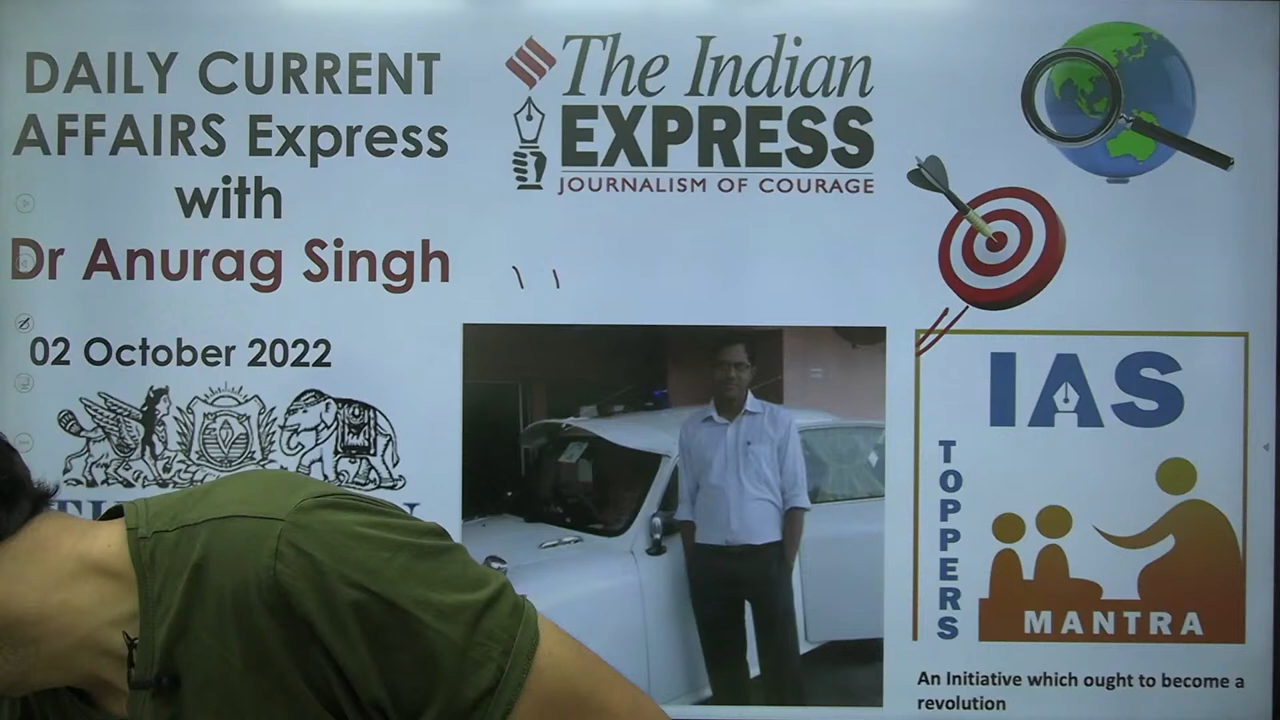 DAILY CURRENT
AFFAIRS Express
with
Dr Anurag Singh
02 October 2022
The Indian
EXPRESS
JOURNALISM OF COURAGE
IAS
TOPPERS
MANTRA
An Initiative which ought to become a
revolution